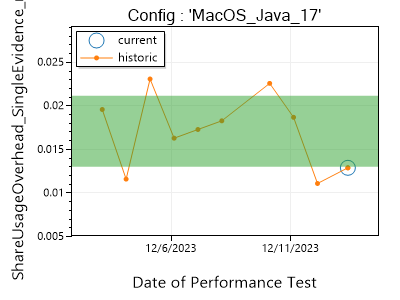 Config : 'MacOS_Java_17'
current
historic
0.025
0.02
0.015
0.01
0.005
12/6/2023
12/11/2023
Date of Performance Test
ShareUsageOverhead_SingleEvidence_